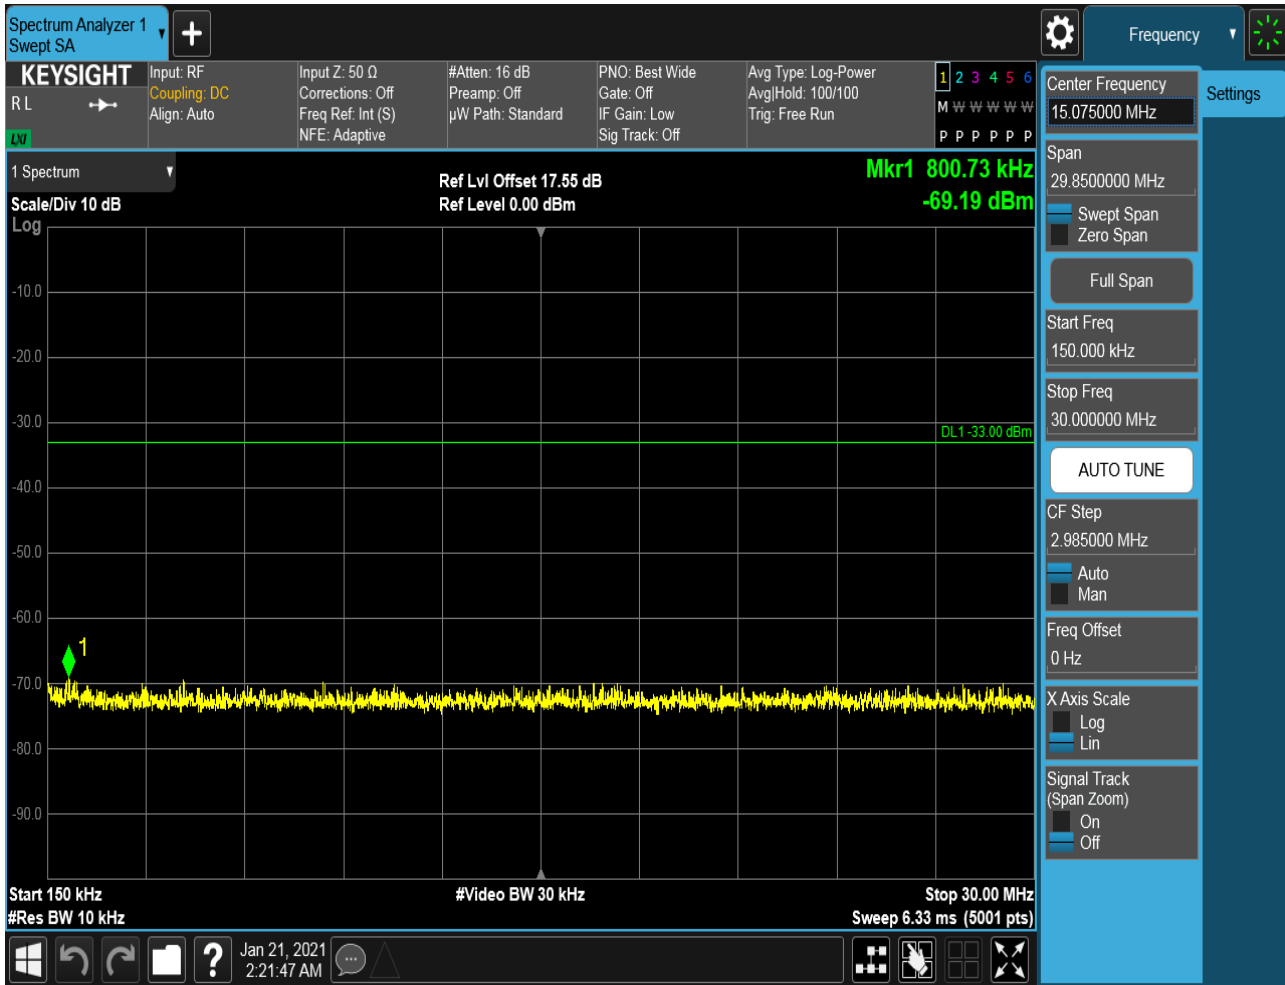 Spectrum Analyzer 1
Swept SA
Frequency
KEYSIGHT
R L
LXI
Input: RF
Coupling: DC
Align: Auto
Input Z: 50 Ω
Corrections: Off
Freq Ref: Int (S)
NFE: Adaptive
#Atten: 16 dB
Preamp: Off
µW Path: Standard
PNO: Best Wide
Gate: Off
IF Gain: Low
Sig Track: Off
Avg Type: Log-Power
Avg|Hold: 100/100
Trig: Free Run
1 2 3 4 5 6
M W W W W W
P P P P P P
1 Spectrum
Scale/Div 10 dB
Log
Ref Lvl Offset 17.55 dB
Ref Level 0.00 dBm
Mkr1 800.73 kHz
-69.19 dBm
-10.0
-20.0
-30.0
DL1 -33.00 dBm
-40.0
-50.0
-60.0
1
-70.0
-80.0
-90.0
Start 150 kHz
#Video BW 30 kHz
Stop 30.00 MHz
#Res BW 10 kHz
Sweep 6.33 ms (5001 pts)
Jan 21, 2021
2:21:47 AM
Center Frequency
15.075000 MHz
Settings
Span
29.8500000 MHz
Swept Span
Zero Span
Full Span
Start Freq
150.000 kHz
Stop Freq
30.000000 MHz
AUTO TUNE
CF Step
2.985000 MHz
Auto
Man
Freq Offset
0 Hz
X Axis Scale
Log
Lin
Signal Track
(Span Zoom)
On
Off